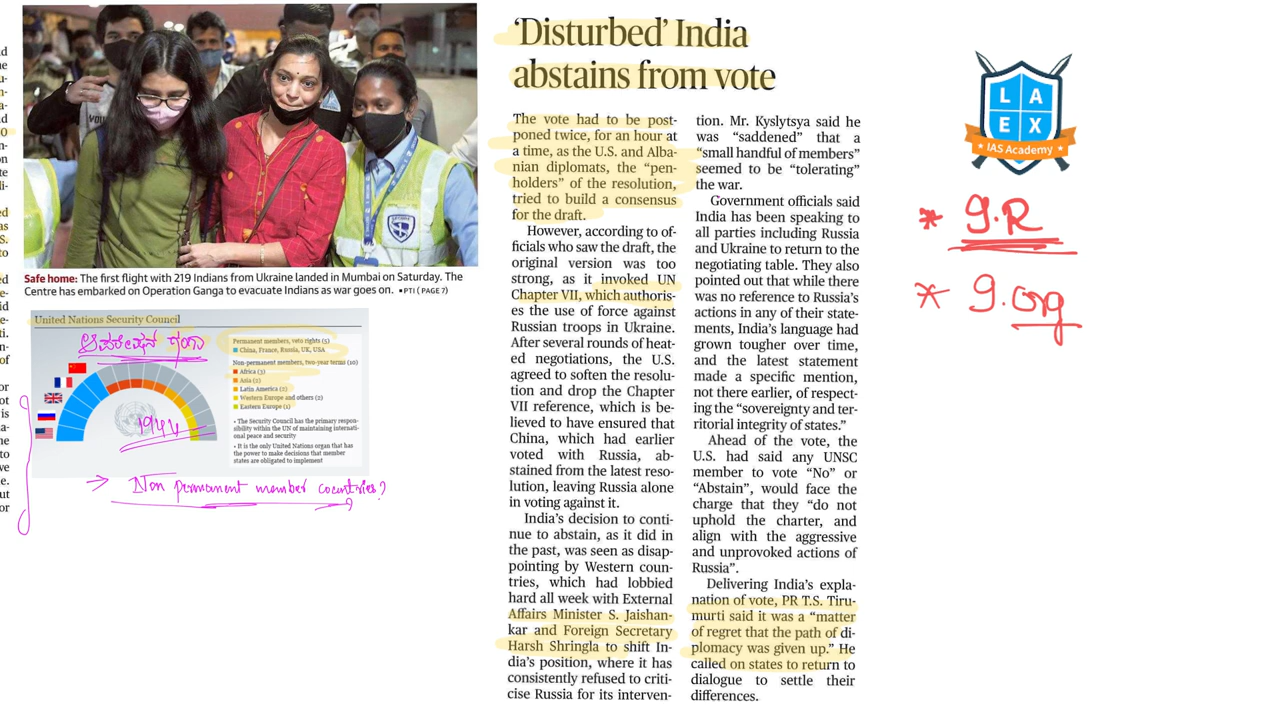 Safe home: The first flight with 219 Indians from Ukraine landed in Mumbai on Saturday. The
Centre has embarked on Operation Ganga to evacuate Indians as war goes on. • PTI ( PAGE 7)
United Nations Security Council
ಆಪರೇಷನ್ ಗಂಗಾ
Permanent members, veto rights (5)
China, France, Russia, UK, USA
Non-permanent members, two-year terms (10)
Africa (3)
Asia (2)
Latin America (2)
Western Europe and others (2)
Eastern Europe (1)
• The Security Council has the primary respon-
sibility within the UN of maintaining internati-
onal peace and security
• It is the only United Nations organ that has
the power to make decisions that member
states are obligated to implement
1944
→ Non permanent member countries?
‘Disturbed’ India
abstains from vote
The vote had to be post-
poned twice, for an hour at
a time, as the U.S. and Alba-
nian diplomats, the “pen-
holders” of the resolution,
tried to build a consensus
for the draft.
However, according to of-
ficials who saw the draft, the
original version was too
strong, as it invoked UN
Chapter VII, which authoris-
es the use of force against
Russian troops in Ukraine.
After several rounds of heat-
ed negotiations, the U.S.
agreed to soften the resolu-
tion and drop the Chapter
VII reference, which is be-
lieved to have ensured that
China, which had earlier
voted with Russia, ab-
stained from the latest reso-
lution, leaving Russia alone
in voting against it.
India’s decision to conti-
nue to abstain, as it did in
the past, was seen as disap-
pointing by Western coun-
tries, which had lobbied
hard all week with External
Affairs Minister S. Jaishan-
kar and Foreign Secretary
Harsh Shringla to shift In-
dia’s position, where it has
consistently refused to criti-
cise Russia for its interven-
tion. Mr. Kyslytsya said he
was “saddened” that a
“small handful of members”
seemed to be “tolerating”
the war.
Government officials said
India has been speaking to
all parties including Russia
and Ukraine to return to the
negotiating table. They also
pointed out that while there
was no reference to Russia’s
actions in any of their state-
ments, India’s language had
grown tougher over time,
and the latest statement
made a specific mention,
not there earlier, of respect-
ing the “sovereignty and ter-
ritorial integrity of states.”
Ahead of the vote, the
U.S. had said any UNSC
member to vote “No” or
“Abstain”, would face the
charge that they “do not
uphold the charter, and
align with the aggressive
and unprovoked actions of
Russia”.
Delivering India’s expla-
nation of vote, PR T.S. Tiru-
murti said it was a “matter
of regret that the path of di-
plomacy was given up.” He
called on states to return to
dialogue to settle their
differences.
L A
E X
IAS Academy
* I.R
* I.org